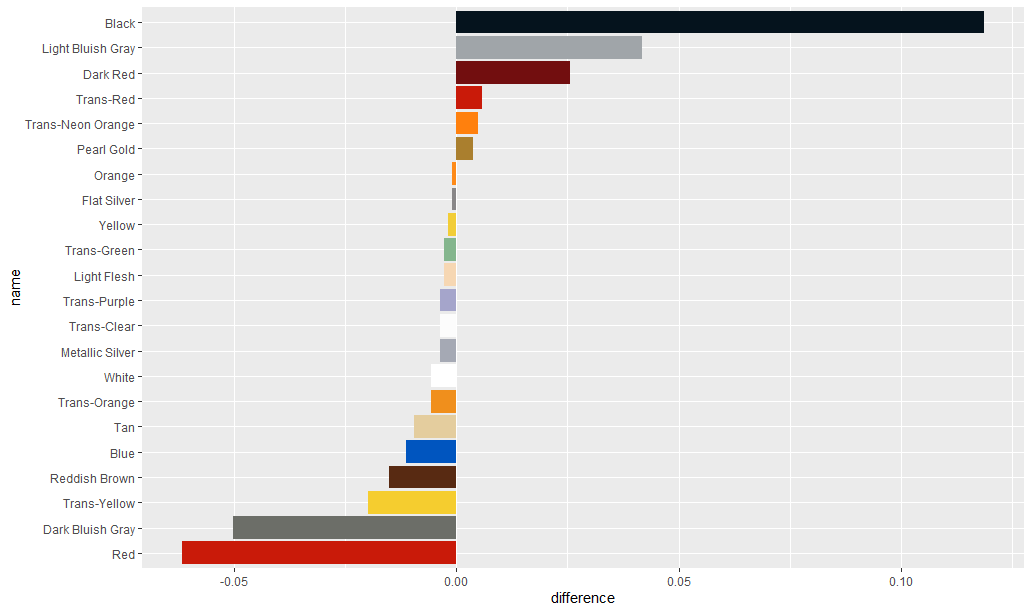 Black
Light Bluish Gray
Dark Red
Trans-Red
Trans-Neon Orange
Pearl Gold
Orange
Flat Silver
Yellow
Trans-Green
Light Flesh
Trans-Purple
Trans-Clear
Metallic Silver
White
Trans-Orange
Tan
Blue
Reddish Brown
Trans-Yellow
Dark Bluish Gray
Red
name
-0.05 0.00 0.05 0.10
difference